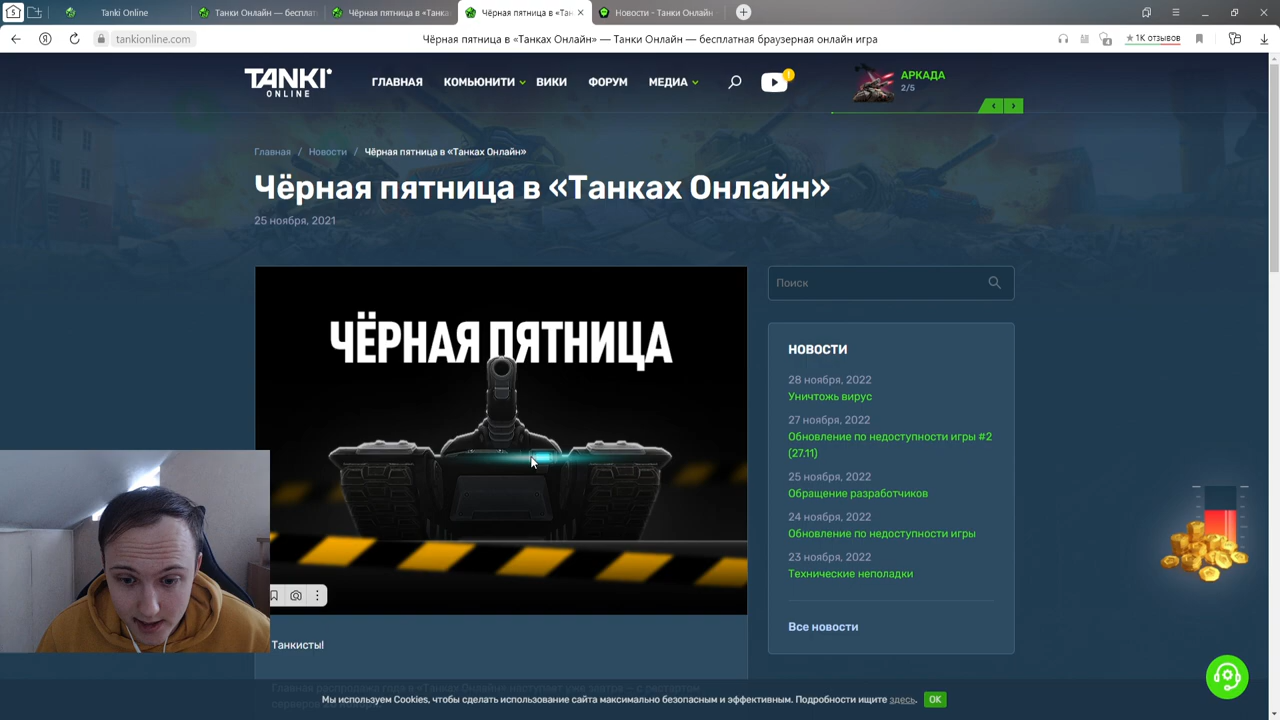 Tanki Online
Танки Онлайн — бесплат
Чёрная пятница в «Танка
Чёрная пятница в «Тан
Новости - Танки Онлайн
tankionline.com
Чёрная пятница в «Танках Онлайн» — Танки Онлайн — бесплатная браузерная онлайн игра
1К отзывов
TANKI
ONLINE
ГЛАВНАЯ
КОМЬЮНИТИ
ВИКИ
ФОРУМ
МЕДИА
АРКАДА
2/5
Главная / Новости / Чёрная пятница в «Танках Онлайн»
Чёрная пятница в «Танках Онлайн»
25 ноября, 2021
ЧЁРНАЯ ПЯТНИЦА
Танкисты!
Поиск
НОВОСТИ
28 ноября, 2022
Уничтожь вирус
27 ноября, 2022
Обновление по недоступности игры #2
(27.11)
25 ноября, 2022
Обращение разработчиков
24 ноября, 2022
Обновление по недоступности игры
23 ноября, 2022
Технические неполадки
Все новости
Мы используем Cookies, чтобы сделать использование сайта максимально безопасным и эффективным. Подробности ищите здесь.
OK